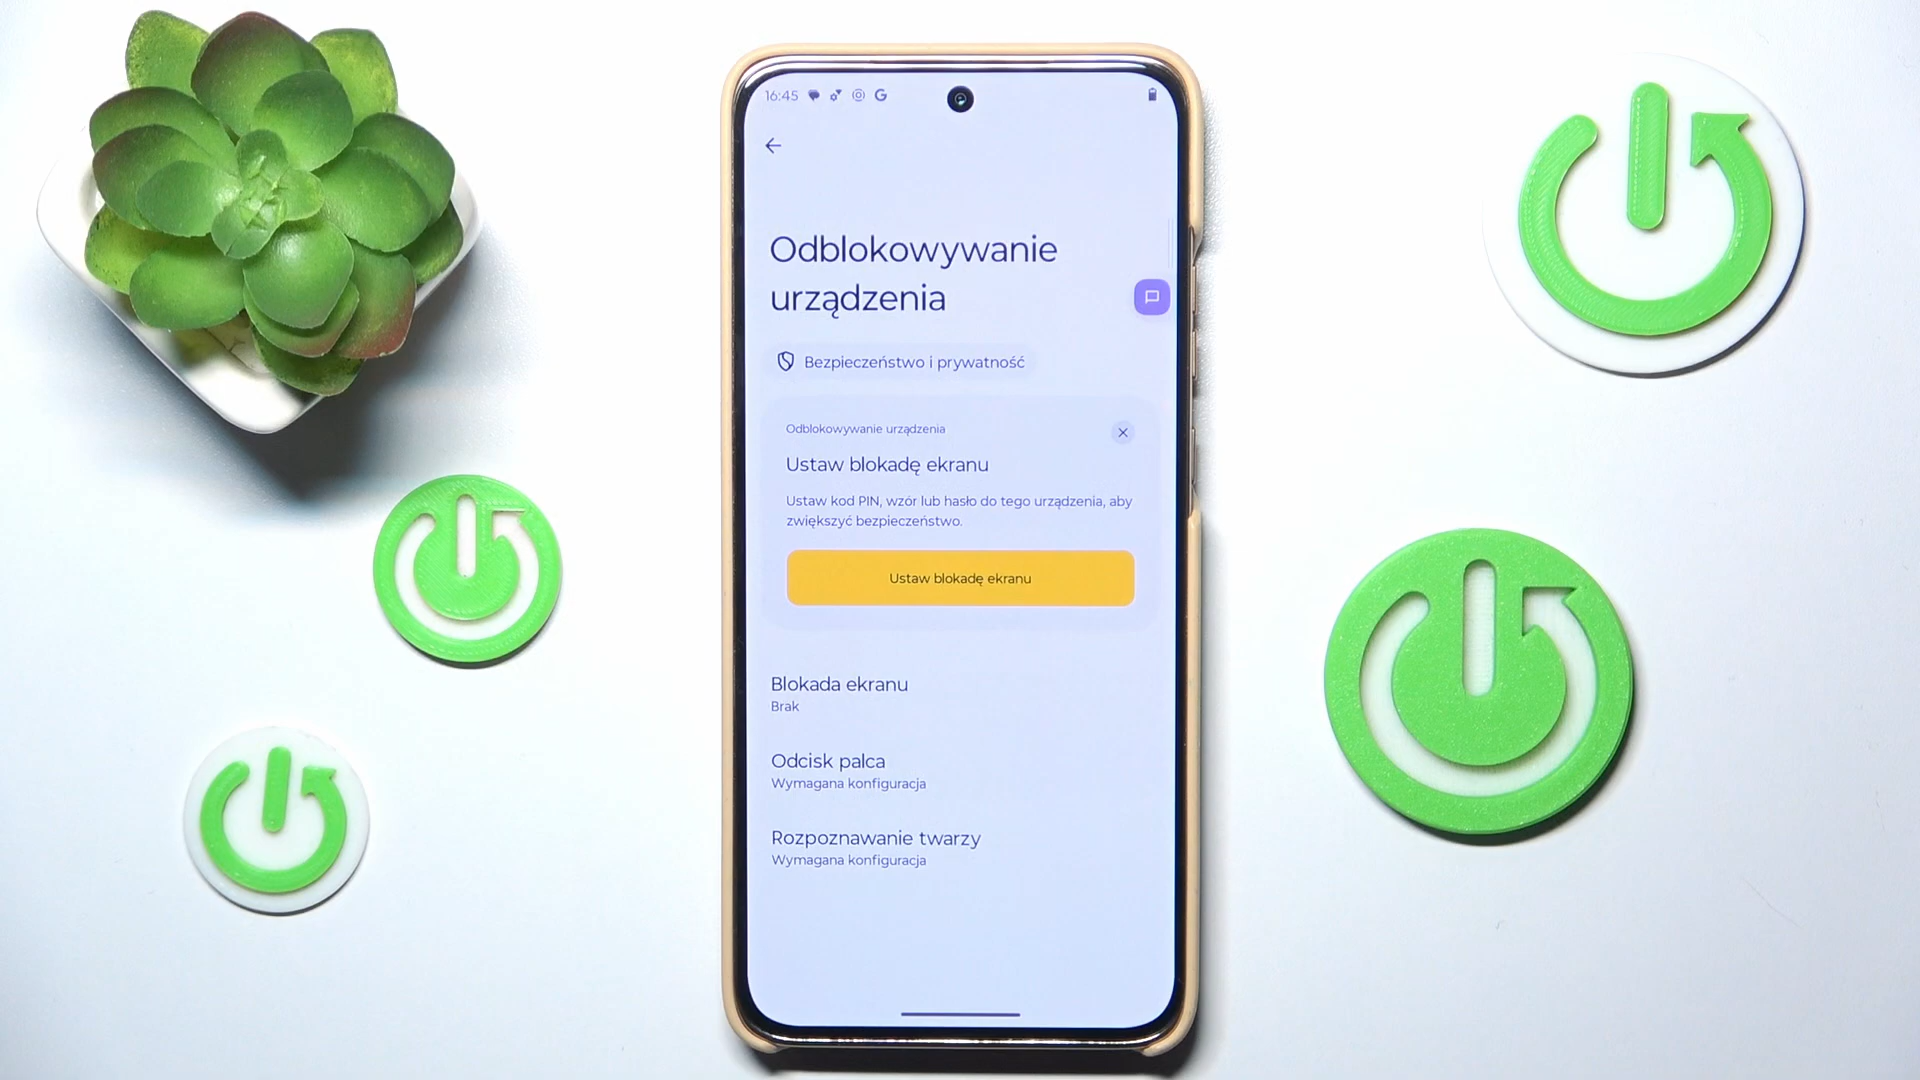 16:45
Odblokowywanie
urządzenia
Bezpieczeństwo i prywatność
Odblokowywanie urządzenia
Ustaw blokadę ekranu
Ustaw kod PIN, wzór lub hasło do tego urządzenia, aby
zwiększyć bezpieczeństwo.
Ustaw blokadę ekranu
Blokada ekranu
Brak
Odcisk palca
Wymagana konfiguracja
Rozpoznawanie twarzy
Wymagana konfiguracja